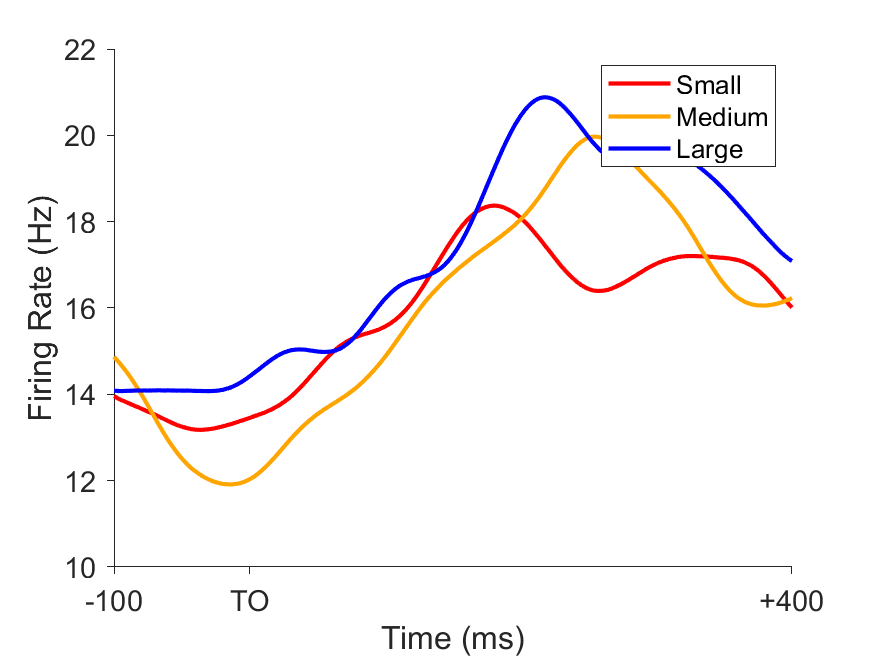 22
20
18
16
14
12
10
Firing Rate (Hz)
Small
Medium
Large
-100
TO
+400
Time (ms)